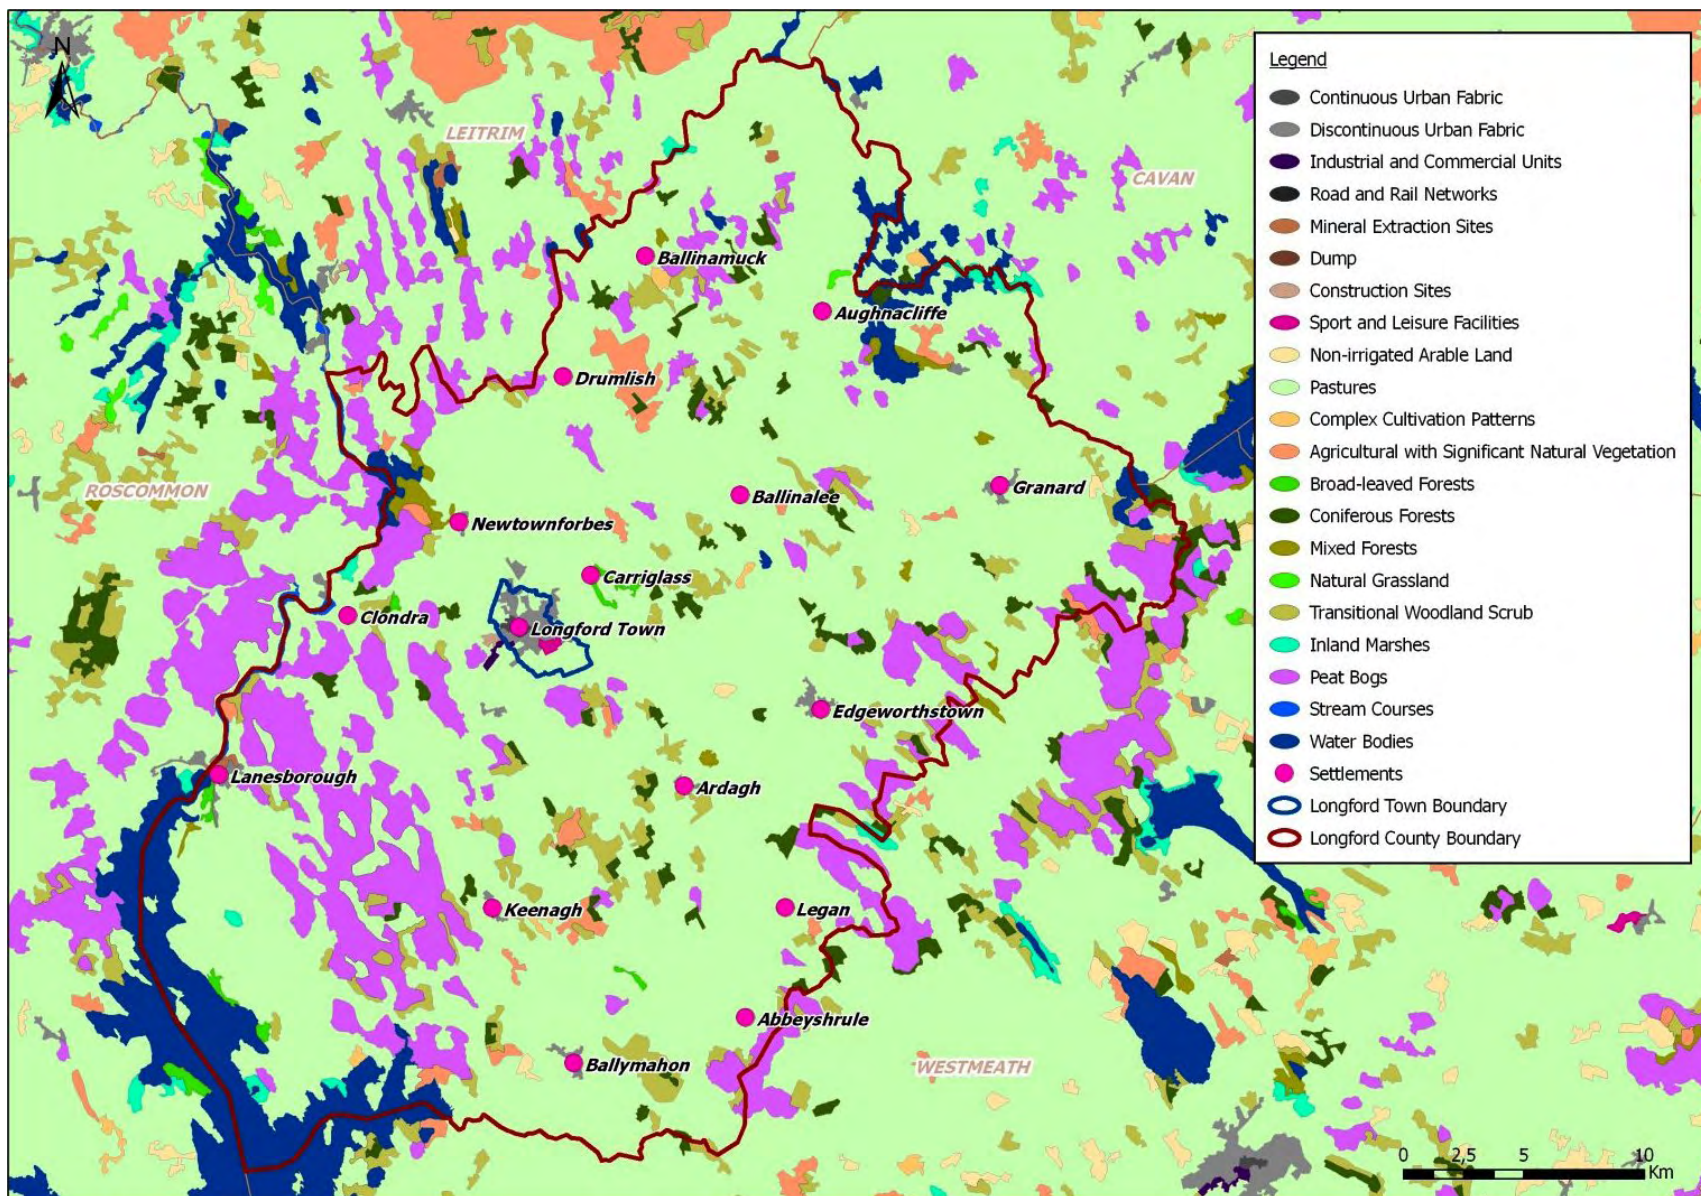 N
LEITRIM
CAVAN
Ballinamuck
Aughnacliffe
Drumlish
ROSCOMMON
Ballinalee
Granard
Newtownforbes
Carriglass
Clondra
Longford Town
Edgeworthstown
Lanesborough
Ardagh
Keenagh
Legan
Abbeyshrule
Ballymahon
WESTMEATH
Legend
Continuous Urban Fabric
Discontinuous Urban Fabric
Industrial and Commercial Units
Road and Rail Networks
Mineral Extraction Sites
Dump
Construction Sites
Sport and Leisure Facilities
Non-irrigated Arable Land
Pastures
Complex Cultivation Patterns
Agricultural with Significant Natural Vegetation
Broad-leaved Forests
Coniferous Forests
Mixed Forests
Natural Grassland
Transitional Woodland Scrub
Inland Marshes
Peat Bogs
Stream Courses
Water Bodies
Settlements
Longford Town Boundary
Longford County Boundary
0 2,5 5 10
Km